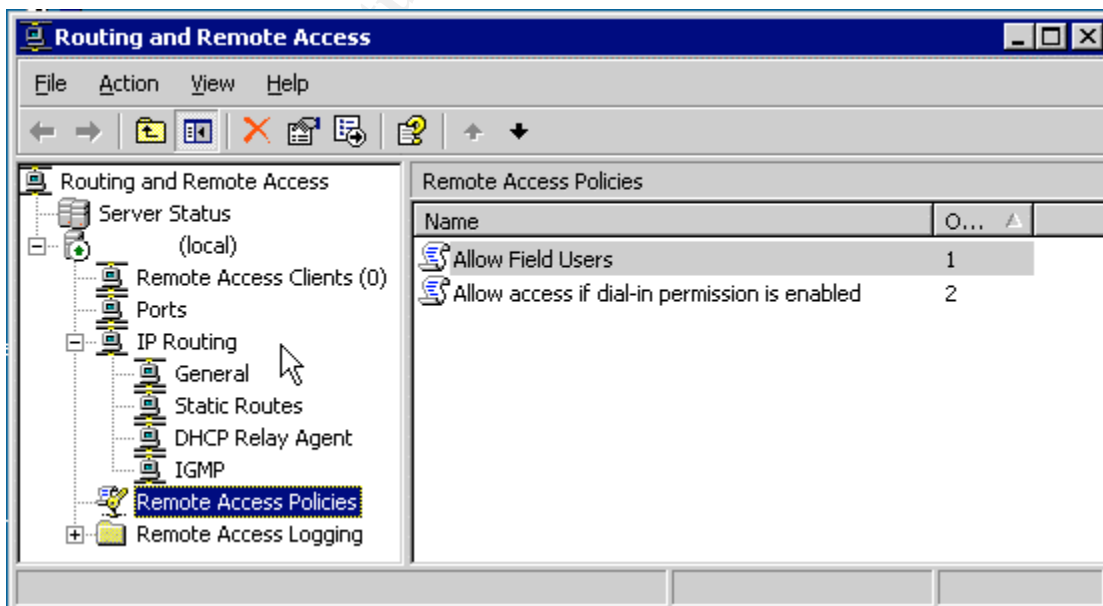 Routing and Remote Access
File Action View Help
Routing and Remote Access
Server Status
(local)
Remote Access Clients (0)
Ports
IP Routing
General
Static Routes
DHCP Relay Agent
IGMP
Remote Access Policies
Remote Access Logging
Remote Access Policies
Name O...
Allow Field Users 1
Allow access if dial-in permission is enabled 2